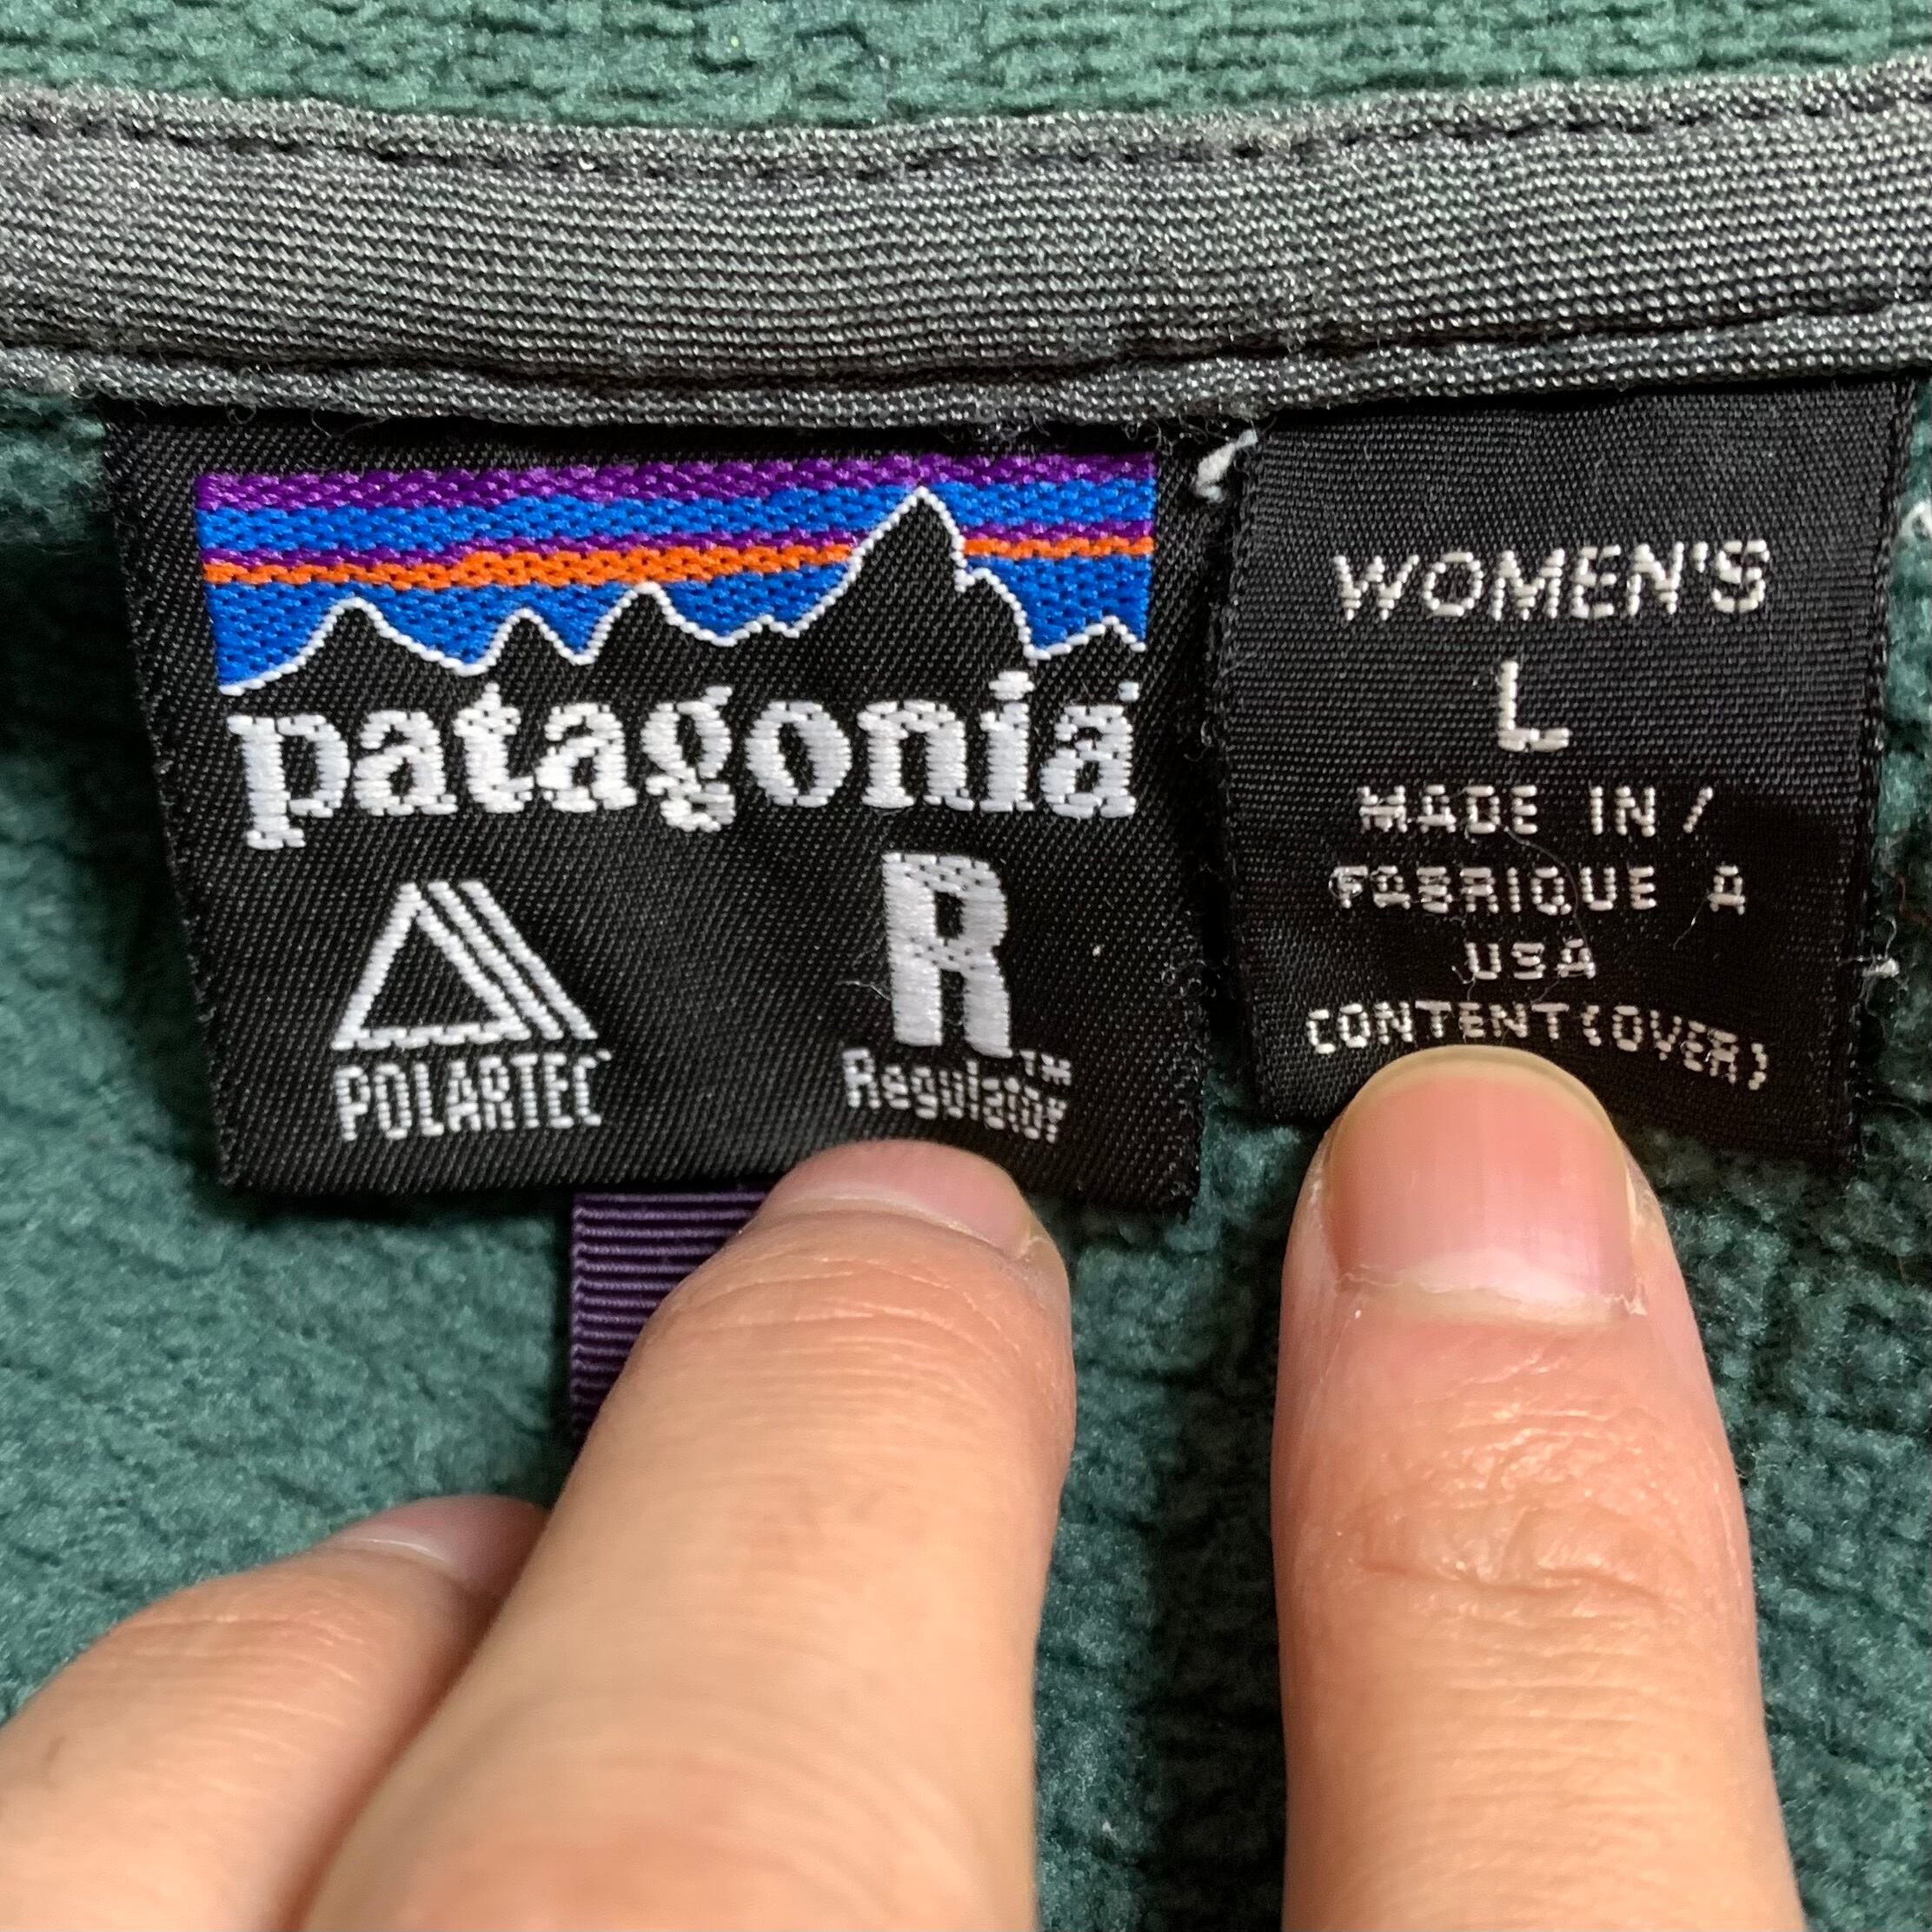 patagonia
POLARTEC
R
Regulator™
WOMEN'S
L
MADE IN /
FABRIQUE A
USA
CONTENT(OVER)